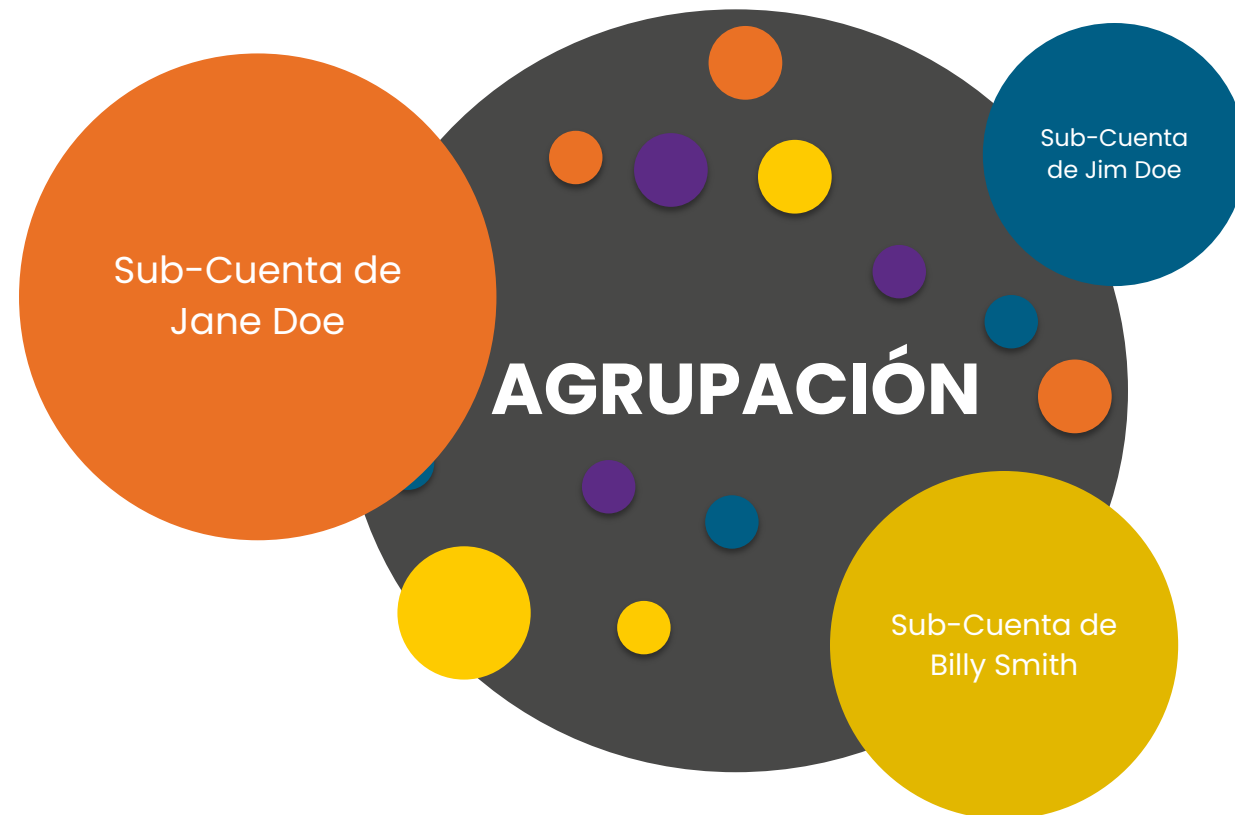 Sub-Cuenta
de Jim Doe
Sub-Cuenta de
Jane Doe
AGRUPACIÓN
Sub-Cuenta de
Billy Smith